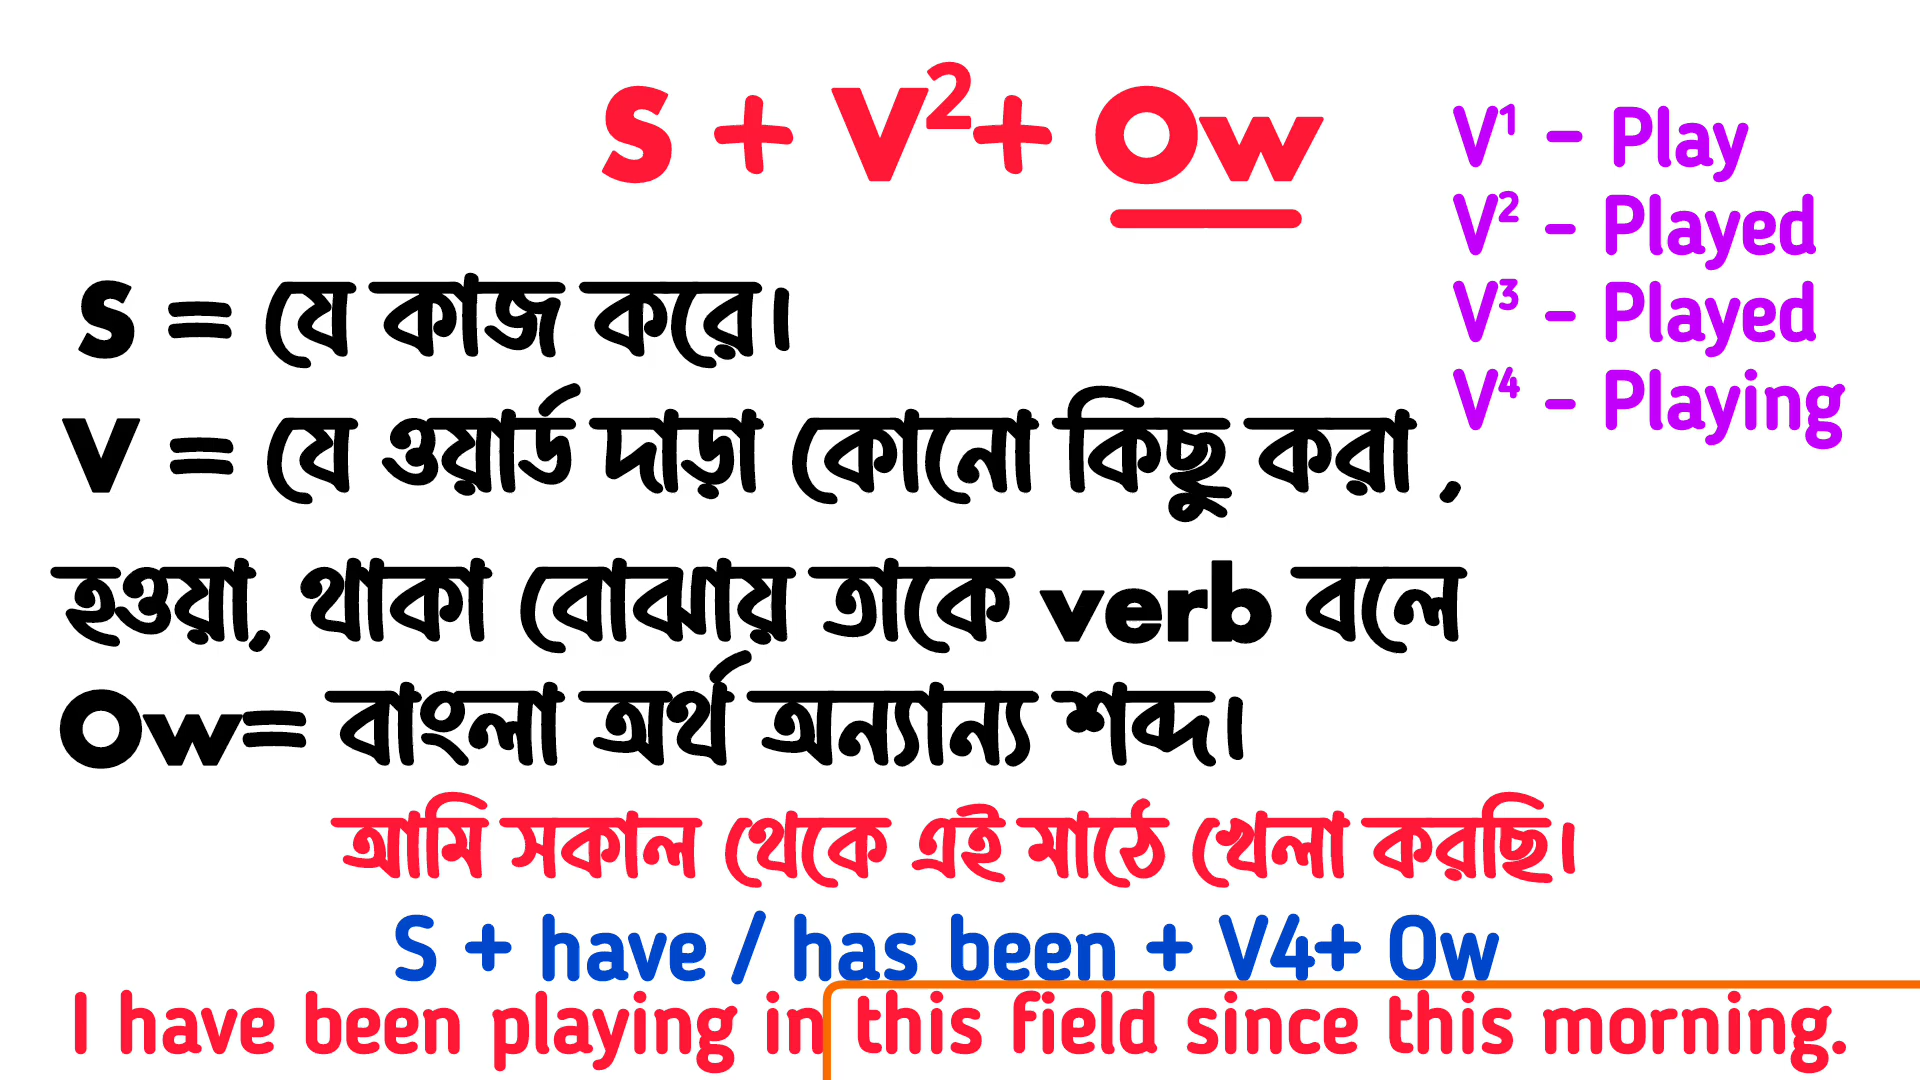 S + V²+ Ow
V¹ - Play
V² - Played
V³ - Played
V⁴ - Playing
S = যে কাজ করে।
V = যে ওয়ার্ড দাড়া কোনো কিছু করা ,
হওয়া, থাকা বোঝায় তাকে verb বলে
Ow= বাংলা অর্থ অন্যান্য শব্দ।
আমি সকাল থেকে এই মাঠে খেলা করছি।
S + have / has been + V4+ Ow
I have been playing in this field since this morning.